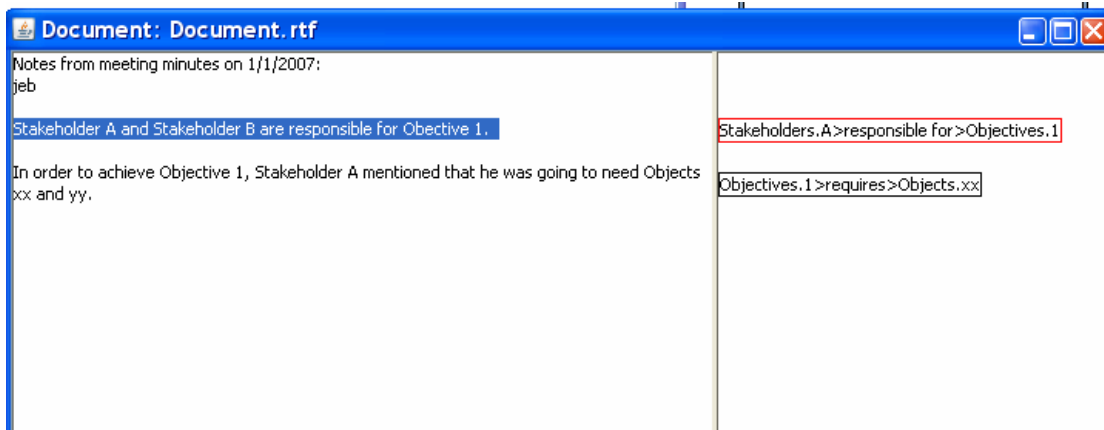 Document: Document.rtf
Notes from meeting minutes on 1/1/2007:
jeb
Stakeholder A and Stakeholder B are responsible for Obective 1.
Stakeholders.A>responsible for>Objectives.1
In order to achieve Objective 1, Stakeholder A mentioned that he was going to need Objects
xx and yy.
Objectives.1>requires>Objects.xx